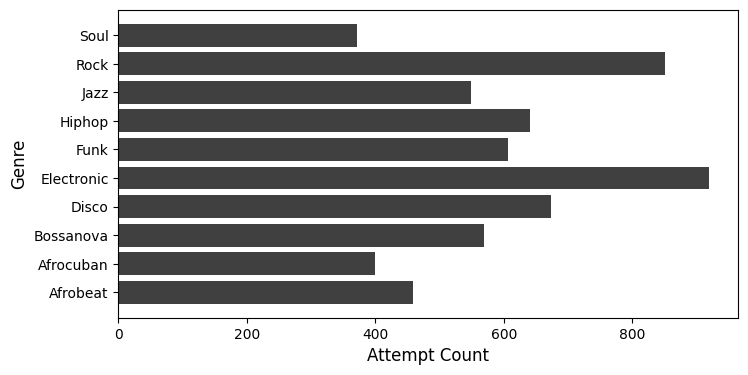 Genre
Soul
Rock
Jazz
Hiphop
Funk
Electronic
Disco
Bossanova
Afrocuban
Afrobeat
0 200 400 600 800
Attempt Count